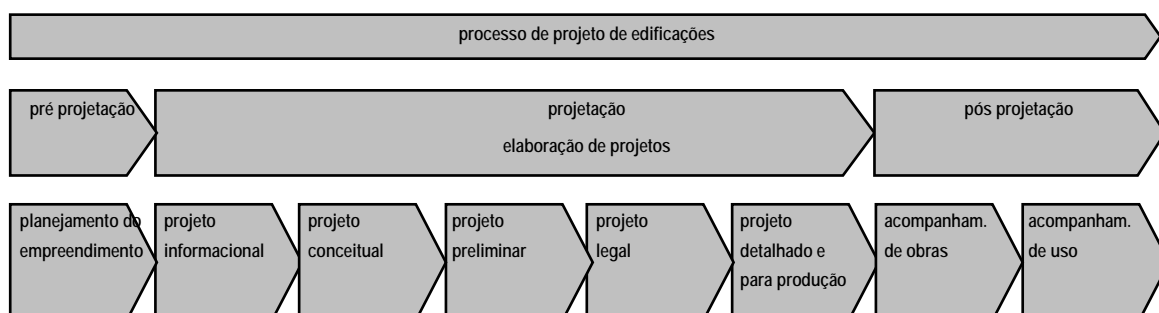 processo de projeto de edificações
pré projetação
projetação
elaboração de projetos
pós projetação
planejamento do
empreendimento
projeto
informacional
projeto
conceitual
projeto
preliminar
projeto
legal
projeto
detalhado e
para produção
acompanham.
de obras
acompanham.
de uso